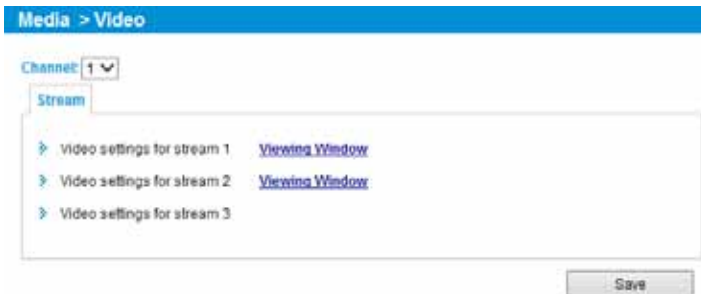 Media > Video
Channel: 1
Stream
Video settings for stream 1 Viewing Window
Video settings for stream 2 Viewing Window
Video settings for stream 3
Save